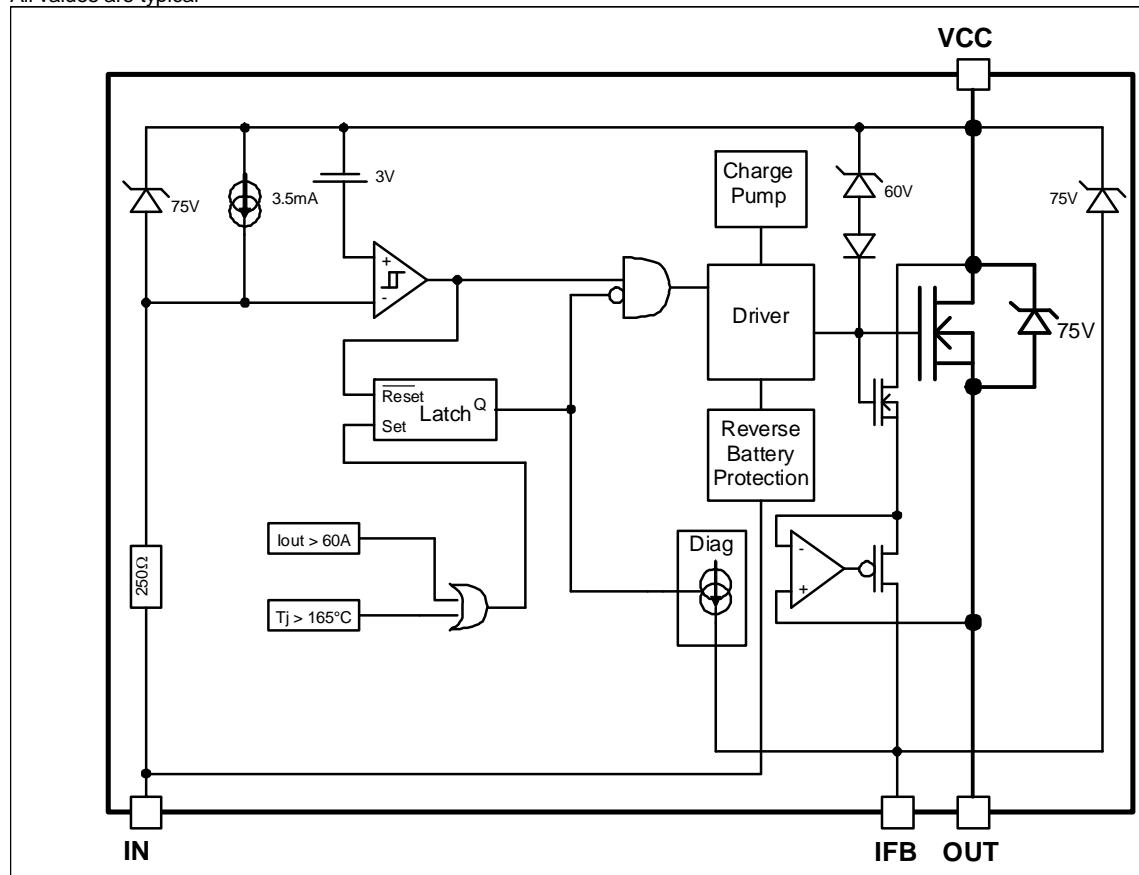 All values are typical
VCC
75V
3.5mA
3V
Charge
Pump
60V
75V
+
-
Driver
75V
Reset
Latch
Q
Set
Reverse
Battery
Protection
Iout > 60A
Tj > 165°C
Diag
-
+
250Ω
IN
IFB
OUT